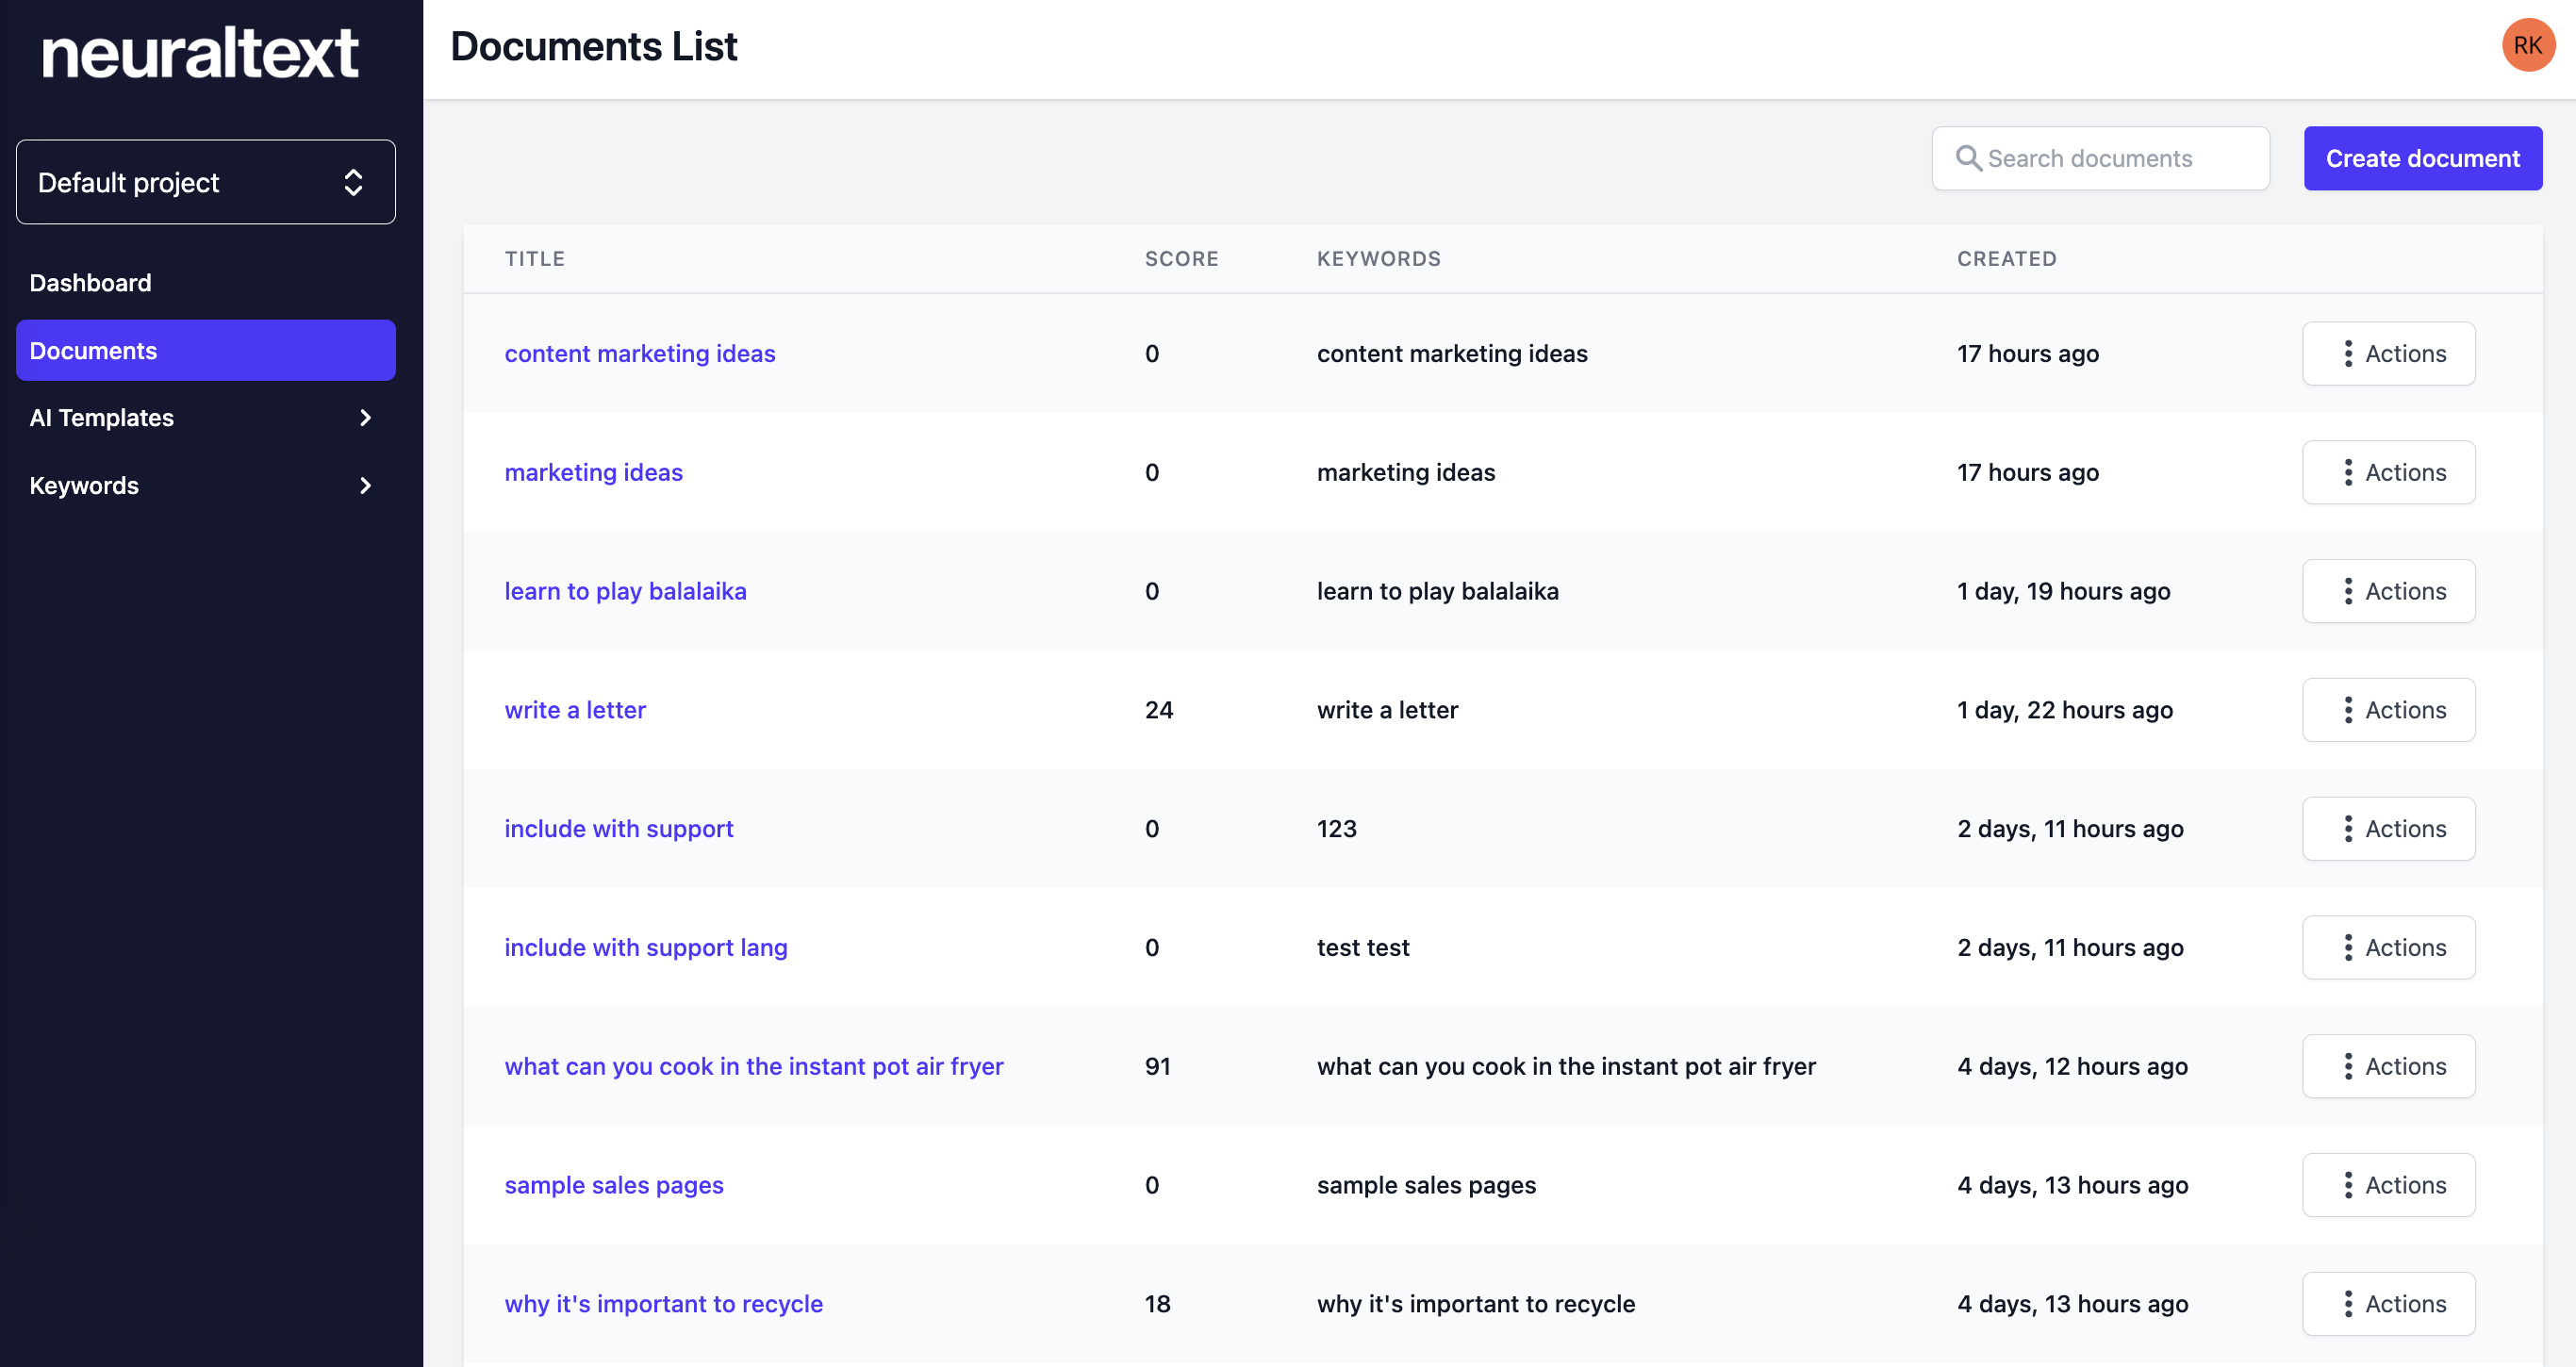 neuraltext
Documents List
RK
Default project
Search documents
Create document
Dashboard
Documents
AI Templates
Keywords
TITLE SCORE KEYWORDS CREATED
content marketing ideas 0 content marketing ideas 17 hours ago Actions
marketing ideas 0 marketing ideas 17 hours ago Actions
learn to play balalaika 0 learn to play balalaika 1 day, 19 hours ago Actions
write a letter 24 write a letter 1 day, 22 hours ago Actions
include with support 0 123 2 days, 11 hours ago Actions
include with support lang 0 test test 2 days, 11 hours ago Actions
what can you cook in the instant pot air fryer 91 what can you cook in the instant pot air fryer 4 days, 12 hours ago Actions
sample sales pages 0 sample sales pages 4 days, 13 hours ago Actions
why it's important to recycle 18 why it's important to recycle 4 days, 13 hours ago Actions